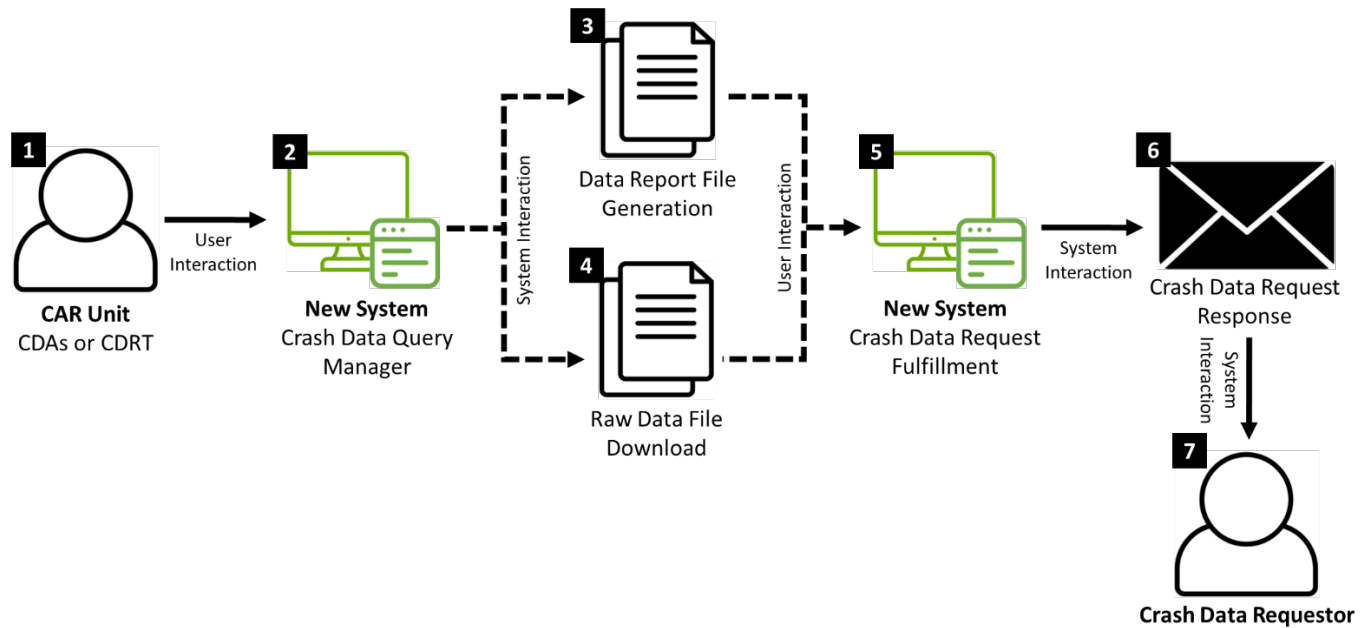 1
CAR Unit
CDAs or CDRT
User
Interaction
2
New System
Crash Data Query
Manager
System Interaction
3
Data Report File
Generation
4
Raw Data File
Download
User Interaction
5
New System
Crash Data Request
Fulfillment
System
Interaction
6
Crash Data Request
Response
System
Interaction
7
Crash Data Requestor